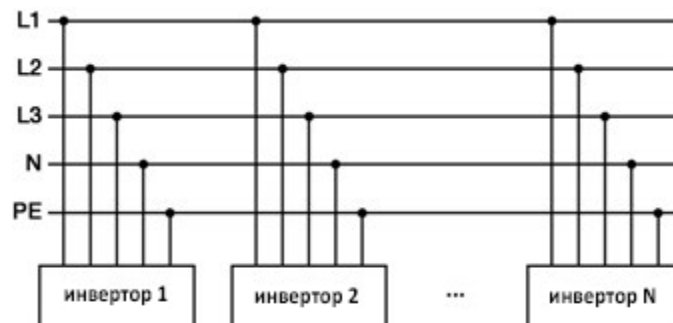 L1
L2
L3
N
PE
инвертор 1
инвертор 2
...
инвертор N